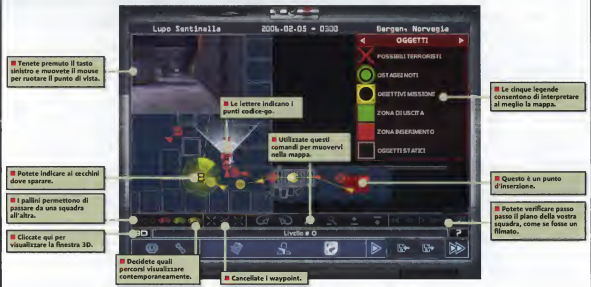 Lupo Sentinella
2006-02-05 - 0300
Bergen, Norvegia
OGGETTI
POSSIBILI TERRORISTI
OSTAGGI NOTI
OBIETTIVI MISSIONE
ZONA DI USCITA
ZONA INSERIMENTO
OGGETTI STATICI
Tenete premuto il tasto
sinistro e muovete il mouse
per ruotare il punto di vista.
Le lettere indicano i
punti codice-go.
Le cinque legende
consentono di interpretare
al meglio la mappa.
Utilizzate questi
comandi per muovervi
nella mappa.
Potete indicare ai cecchini
dove sparare.
B
Questo è un punto
d'inserzione.
I pallini permettono di
passare da una squadra
all'altra.
Potete verificare passo
passo il piano della vostra
squadra, come se fosse un
filmato.
Cliccate qui per
visualizzare la finestra 3D.
3D
Livello # 0
?
Decidete quali
percorsi visualizzare
contemporaneamente.
Cancellate i waypoint.